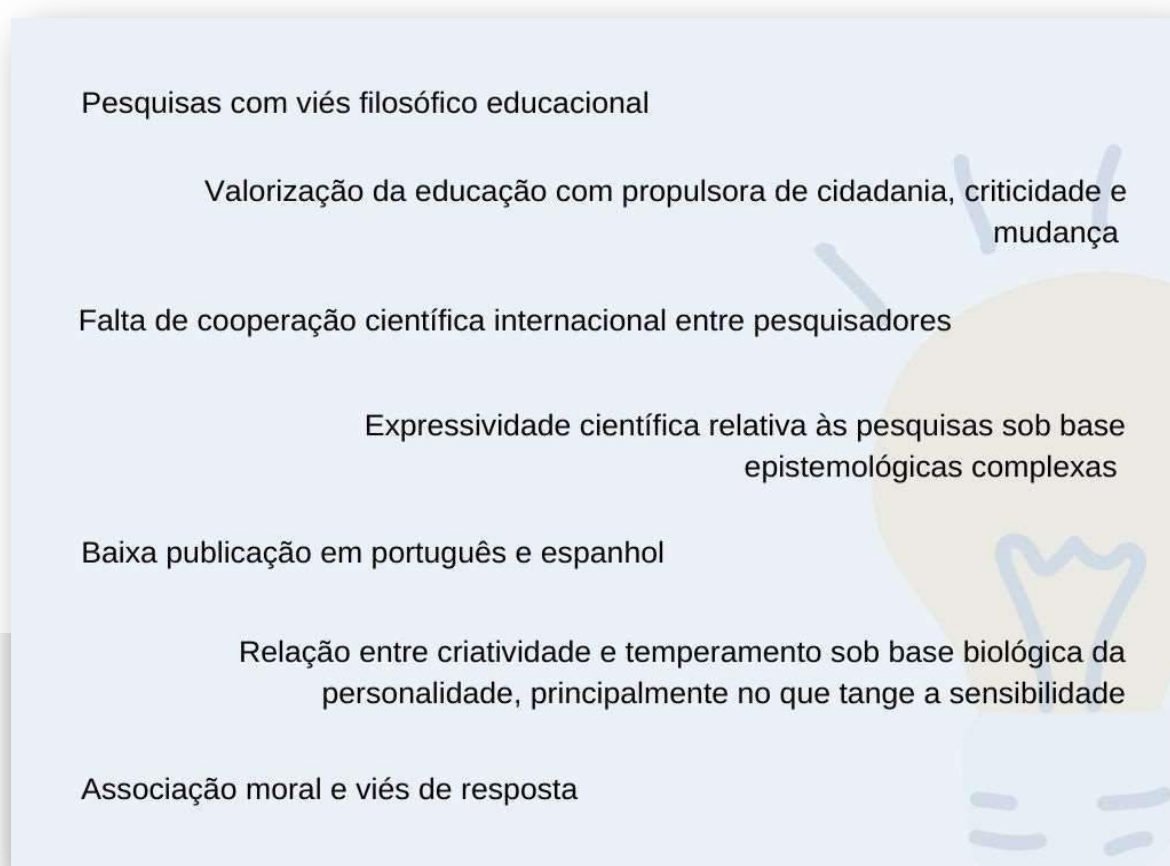 Pesquisas com viés filosófico educacional
Valorização da educação com propulsora de cidadania, criticidade e
mudança
Falta de cooperação científica internacional entre pesquisadores
Expressividade científica relativa às pesquisas sob base
epistemológicas complexas
Baixa publicação em português e espanhol
Relação entre criatividade e temperamento sob base biológica da
personalidade, principalmente no que tange a sensibilidade
Associação moral e viés de resposta